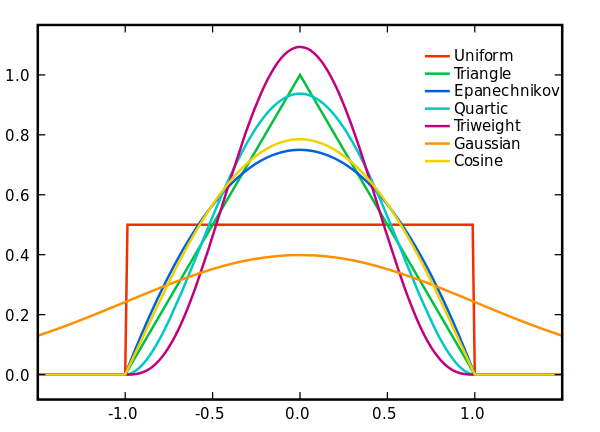 Uniform
Triangle
Epanechnikov
Quartic
Triweight
Gaussian
Cosine
1.0
0.8
0.6
0.4
0.2
0.0
-1.0 -0.5 0.0 0.5 1.0